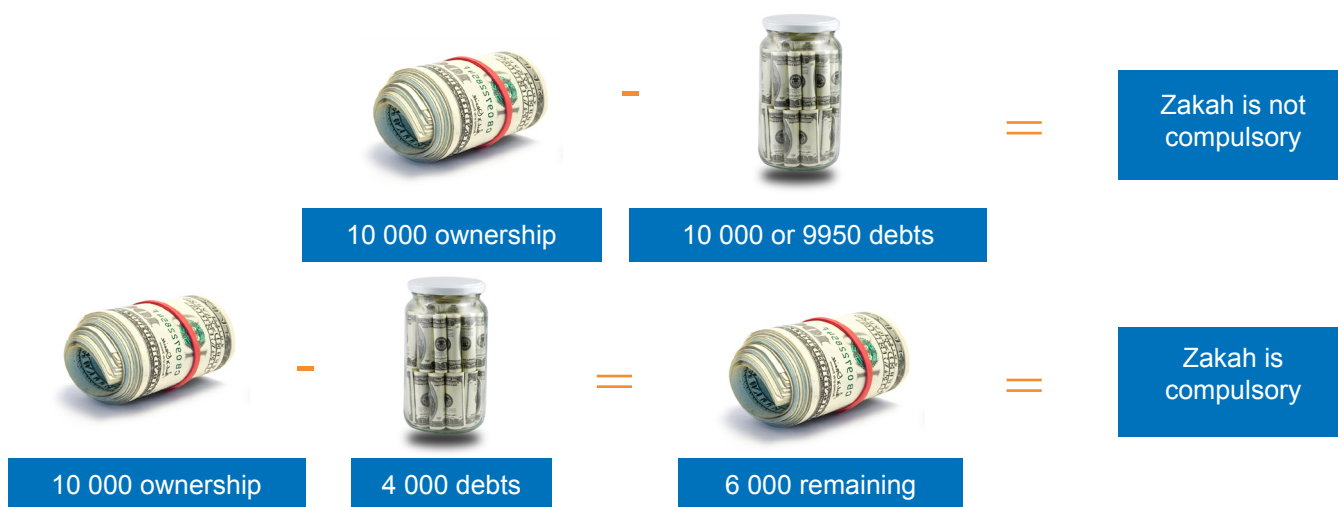 Zakah is not
compulsory
10 000 ownership
10 000 or 9950 debts
Zakah is
compulsory
10 000 ownership
4 000 debts
6 000 remaining